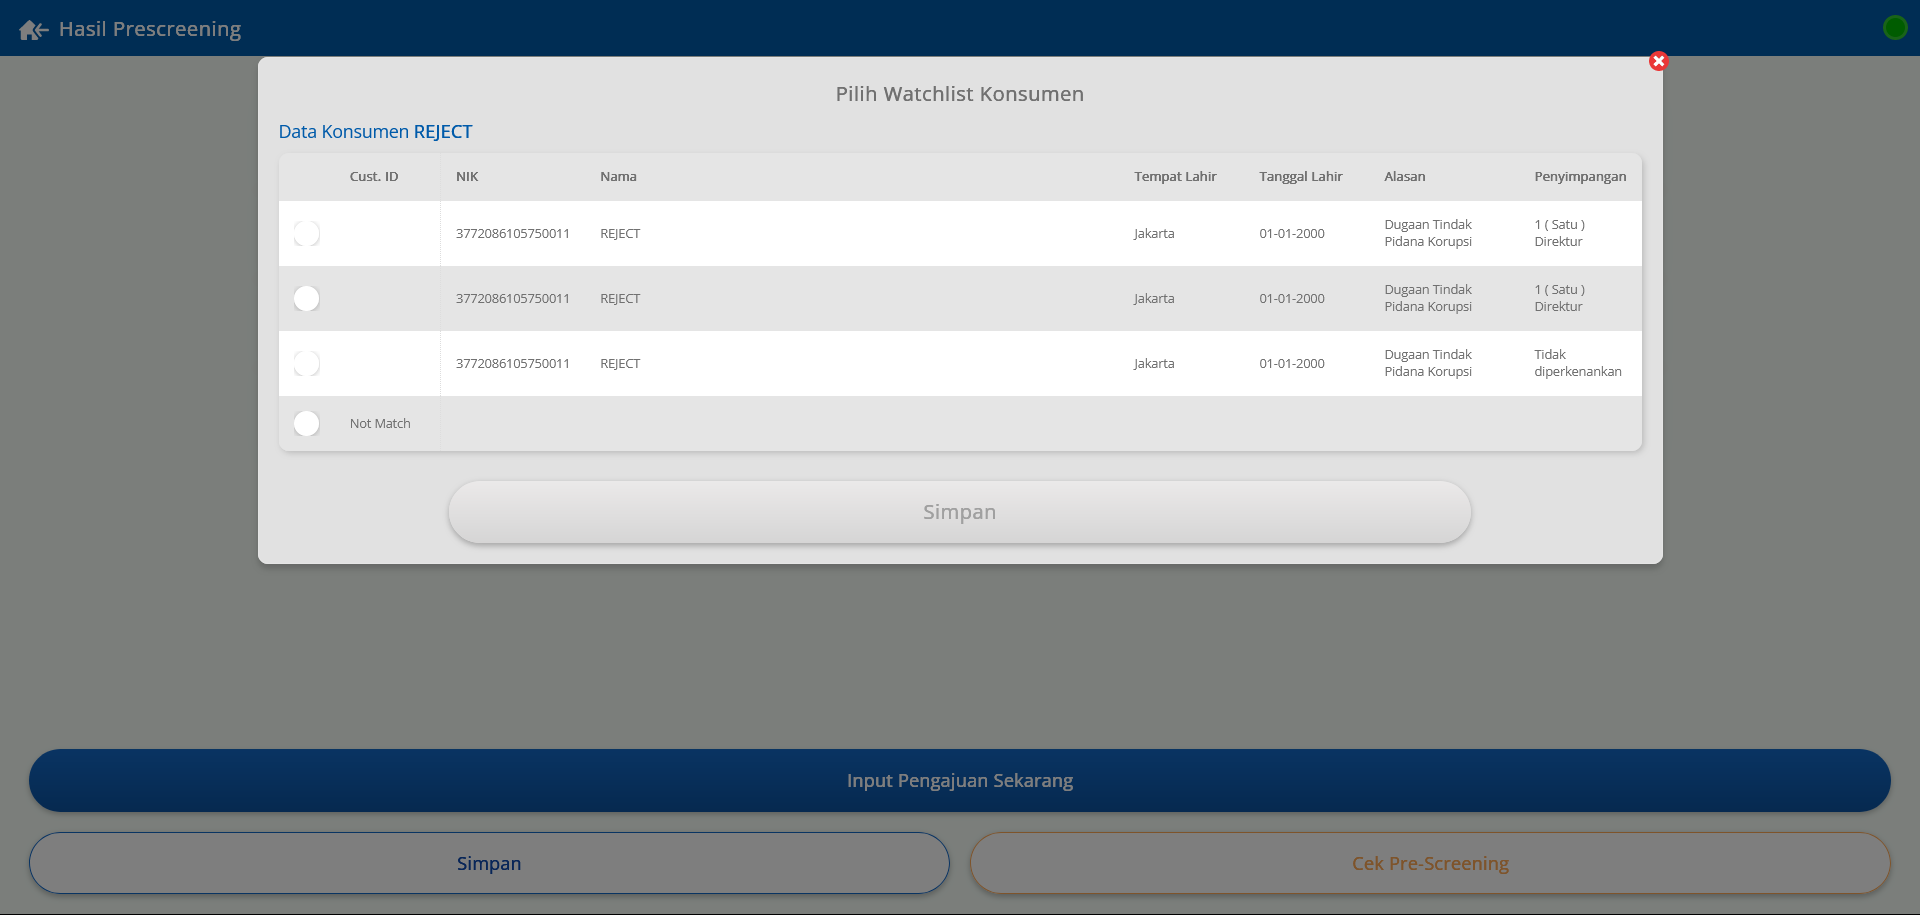 Hasil Prescreening
Pilih Watchlist Konsumen
Data Konsumen REJECT
Cust. ID NIK Nama Tempat Lahir Tanggal Lahir Alasan Penyimpangan
3772086105750011 REJECT Jakarta 01-01-2000 Dugaan Tindak Pidana Korupsi 1 ( Satu ) Direktur
3772086105750011 REJECT Jakarta 01-01-2000 Dugaan Tindak Pidana Korupsi 1 ( Satu ) Direktur
3772086105750011 REJECT Jakarta 01-01-2000 Dugaan Tindak Pidana Korupsi Tidak diperkenankan
Not Match
Simpan
Input Pengajuan Sekarang
Simpan Cek Pre-Screening